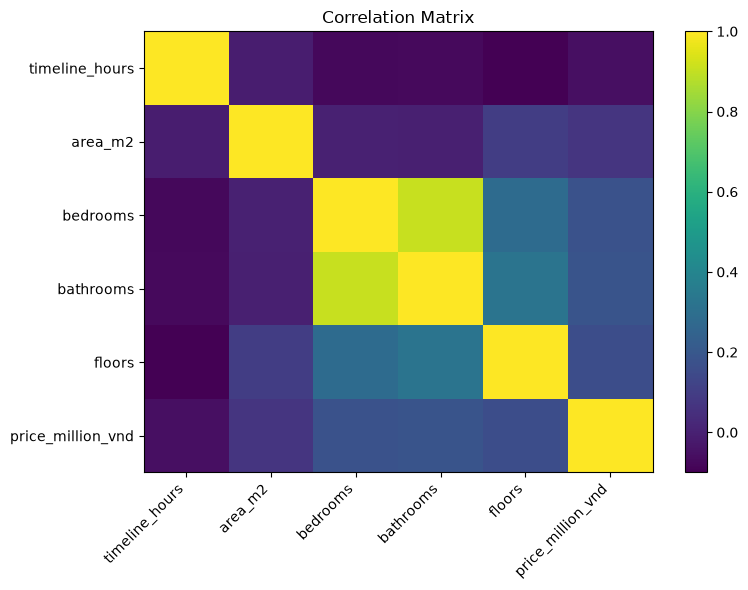 Correlation Matrix
timeline_hours
area_m2
bedrooms
bathrooms
floors
price_million_vnd
timeline_hours
area_m2
bedrooms
bathrooms
floors
price_million_vnd
1.0
0.8
0.6
0.4
0.2
0.0